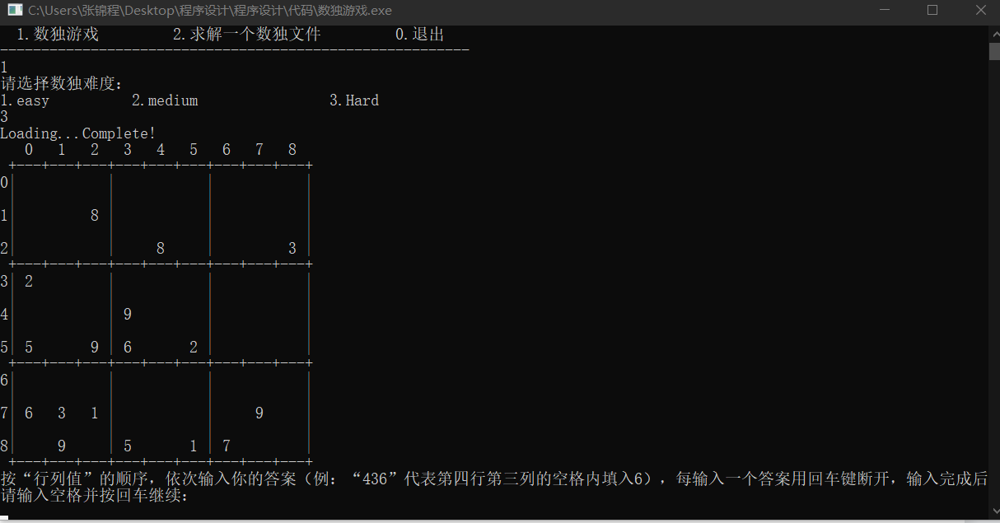 C:\Users\张锦程\Desktop\程序设计\程序设计\代码\数独游戏.exe
1.数独游戏 2.求解一个数独文件 0.退出
---------------------------------------------------------
1
请选择数独难度：
1.easy 2.medium 3.Hard
3
Loading...Complete!
0 1 2 3 4 5 6 7 8
+---+---+---+---+---+---+---+---+---+
0| | | |
| | | |
1| 8 | | |
| | | |
2| | 8 | 3 |
+---+---+---+---+---+---+---+---+---+
3| 2 | | |
| | | |
4| | 9 | |
| | | |
5| 5 9 | 6 2 | |
+---+---+---+---+---+---+---+---+---+
6| | | |
| | | |
7| 6 3 1 | | 9 |
| | | |
8| 9 | 5 1 | 7 |
+---+---+---+---+---+---+---+---+---+
按“行列值”的顺序，依次输入你的答案（例：“436”代表第四行第三列的空格内填入6），每输入一个答案用回车键断开，输入完成后
请输入空格并按回车继续：